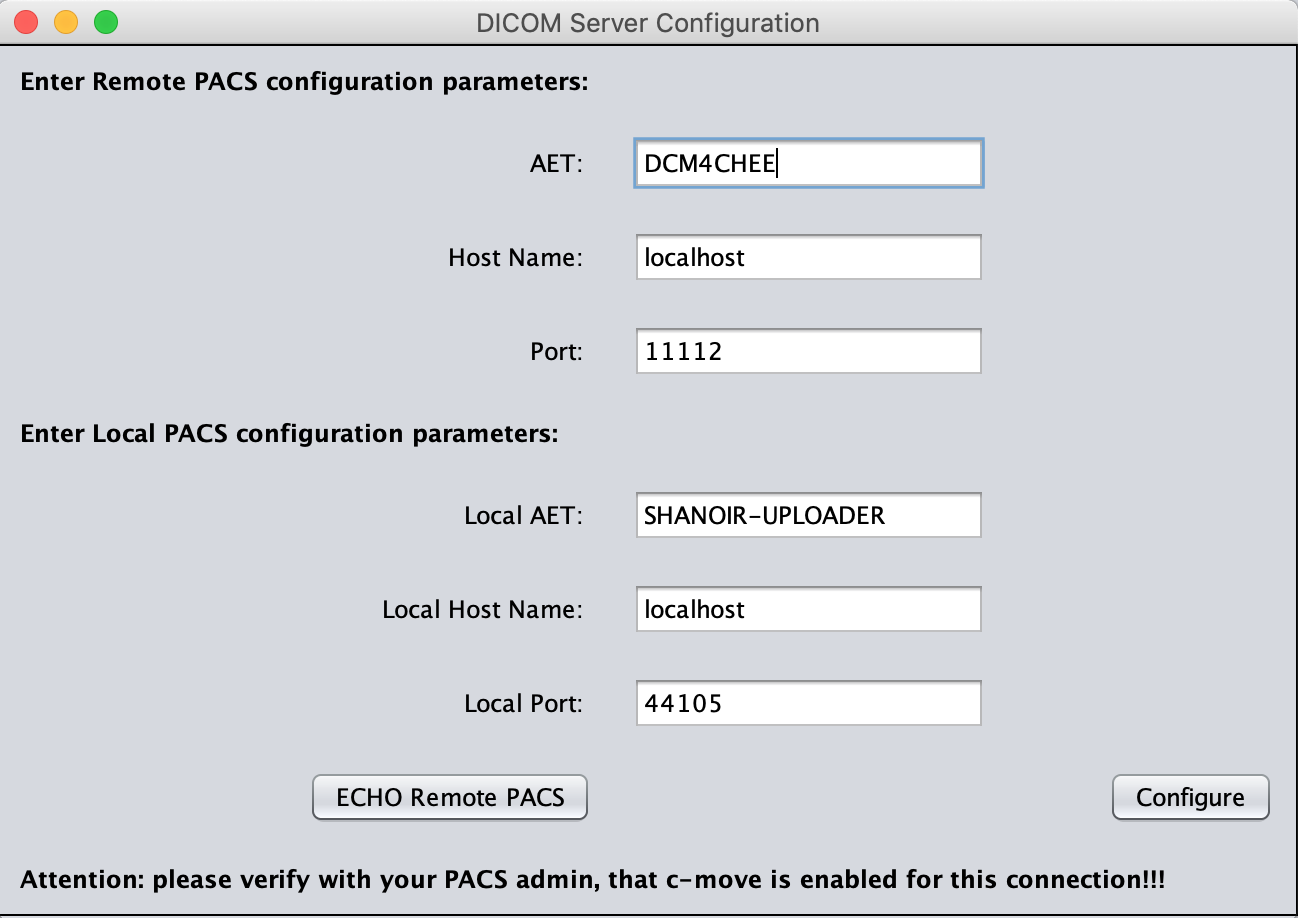 DICOM Server Configuration
Enter Remote PACS configuration parameters:
AET: DCM4CHEE
Host Name: localhost
Port: 11112
Enter Local PACS configuration parameters:
Local AET: SHANOIR-UPLOADER
Local Host Name: localhost
Local Port: 44105
ECHO Remote PACS Configure
Attention: please verify with your PACS admin, that c-move is enabled for this connection!!!